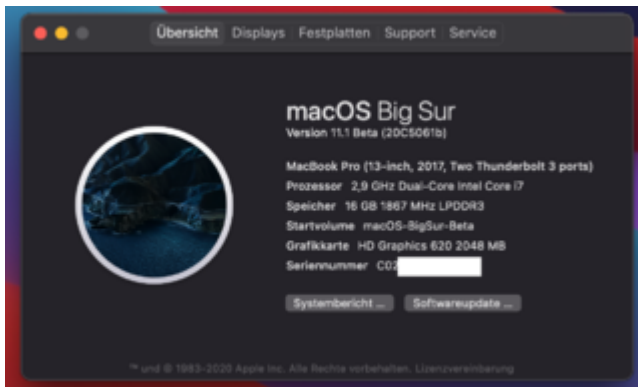 Übersicht Displays Festplatten Support Service
macOS Big Sur
Version 11.1 Beta (20C5061b)
MacBook Pro (13-inch, 2017, Two Thunderbolt 3 ports)
Prozessor 2,9 GHz Dual-Core Intel Core i7
Speicher 16 GB 1867 MHz LPDDR3
Startvolume macOS-BigSur-Beta
Grafikkarte HD Graphics 620 2048 MB
Seriennummer C02
Systembericht ... Softwareupdate ...
™ und © 1983-2020 Apple Inc. Alle Rechte vorbehalten. Lizenzvereinbarung